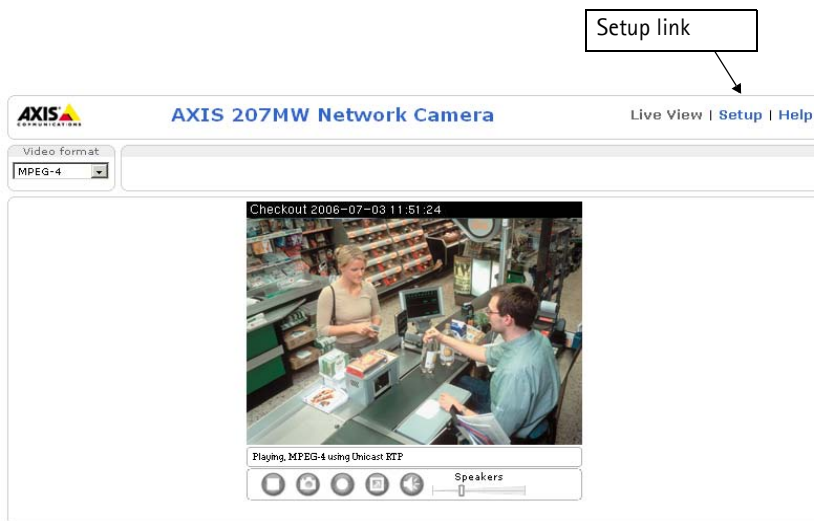 Setup link
AXIS
COMMUNICATIONS
AXIS 207MW Network Camera
Live View | Setup | Help
Video format
MPEG-4
Checkout 2006-07-03 11:51:24
Playing, MPEG-4 using Unicast RTP
Speakers